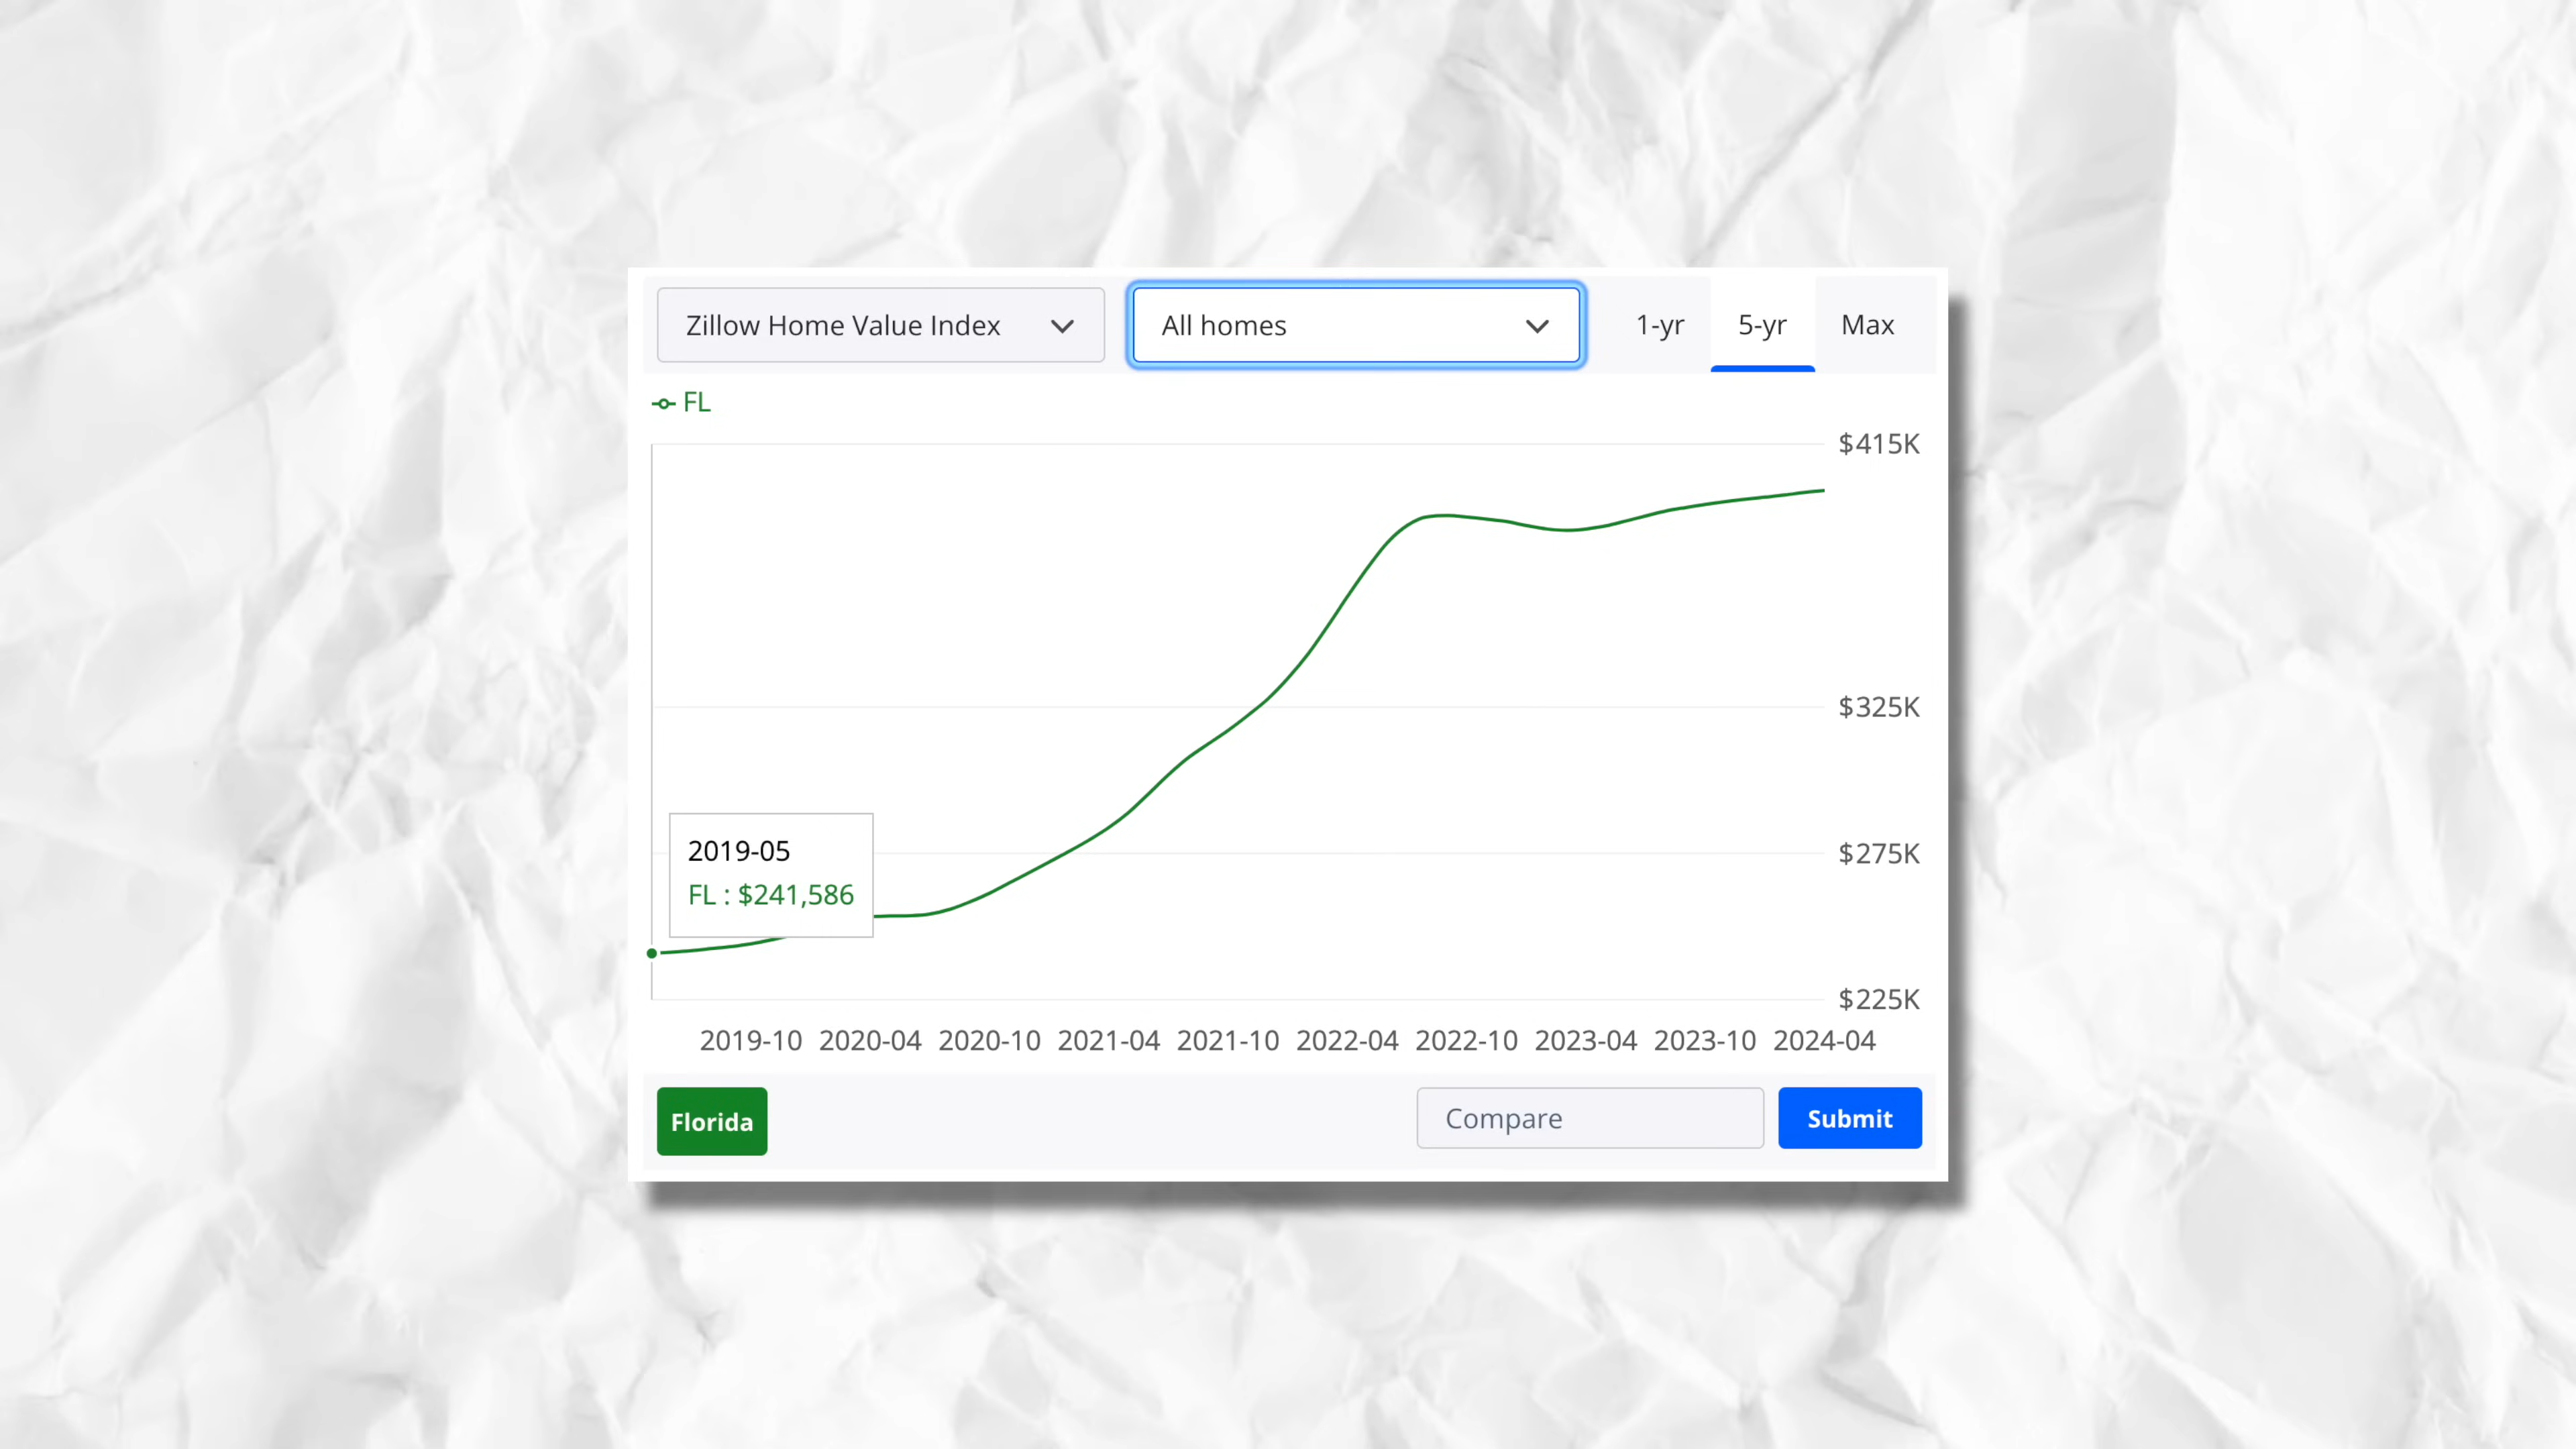 Zillow Home Value Index
All homes
1-yr 5-yr Max
FL
$415K
$325K
$275K
$225K
2019-05
FL : $241,586
2019-10 2020-04 2020-10 2021-04 2021-10 2022-04 2022-10 2023-04 2023-10 2024-04
Florida
Compare
Submit